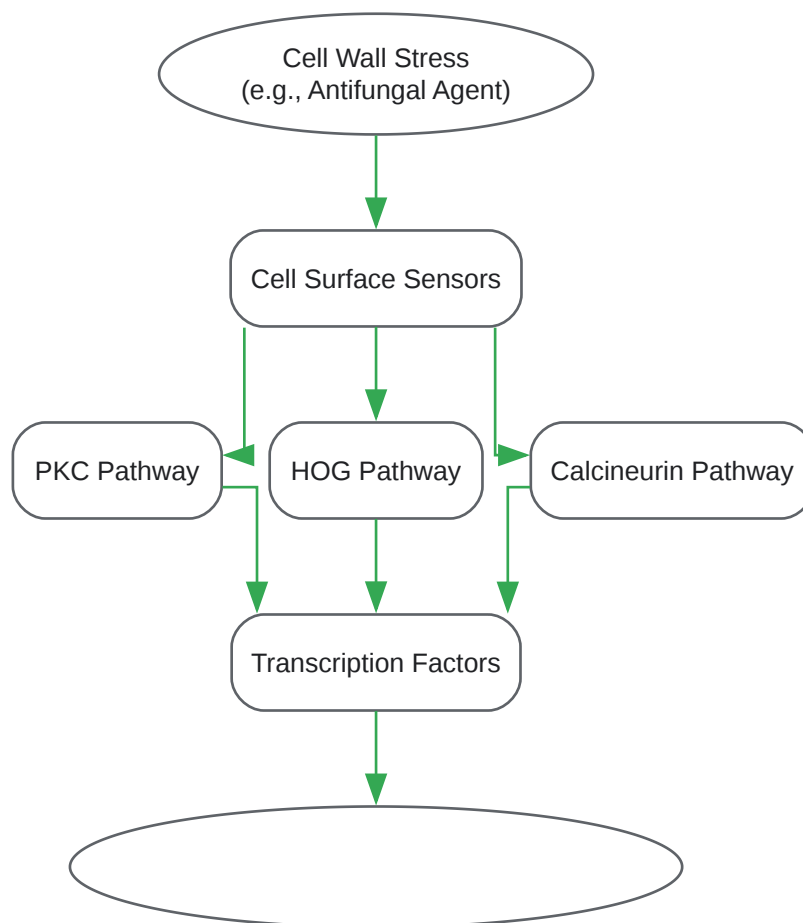 Cell Wall Stress
(e.g., Antifungal Agent)
Cell Surface Sensors
PKC Pathway
HOG Pathway
Calcineurin Pathway
Transcription Factors